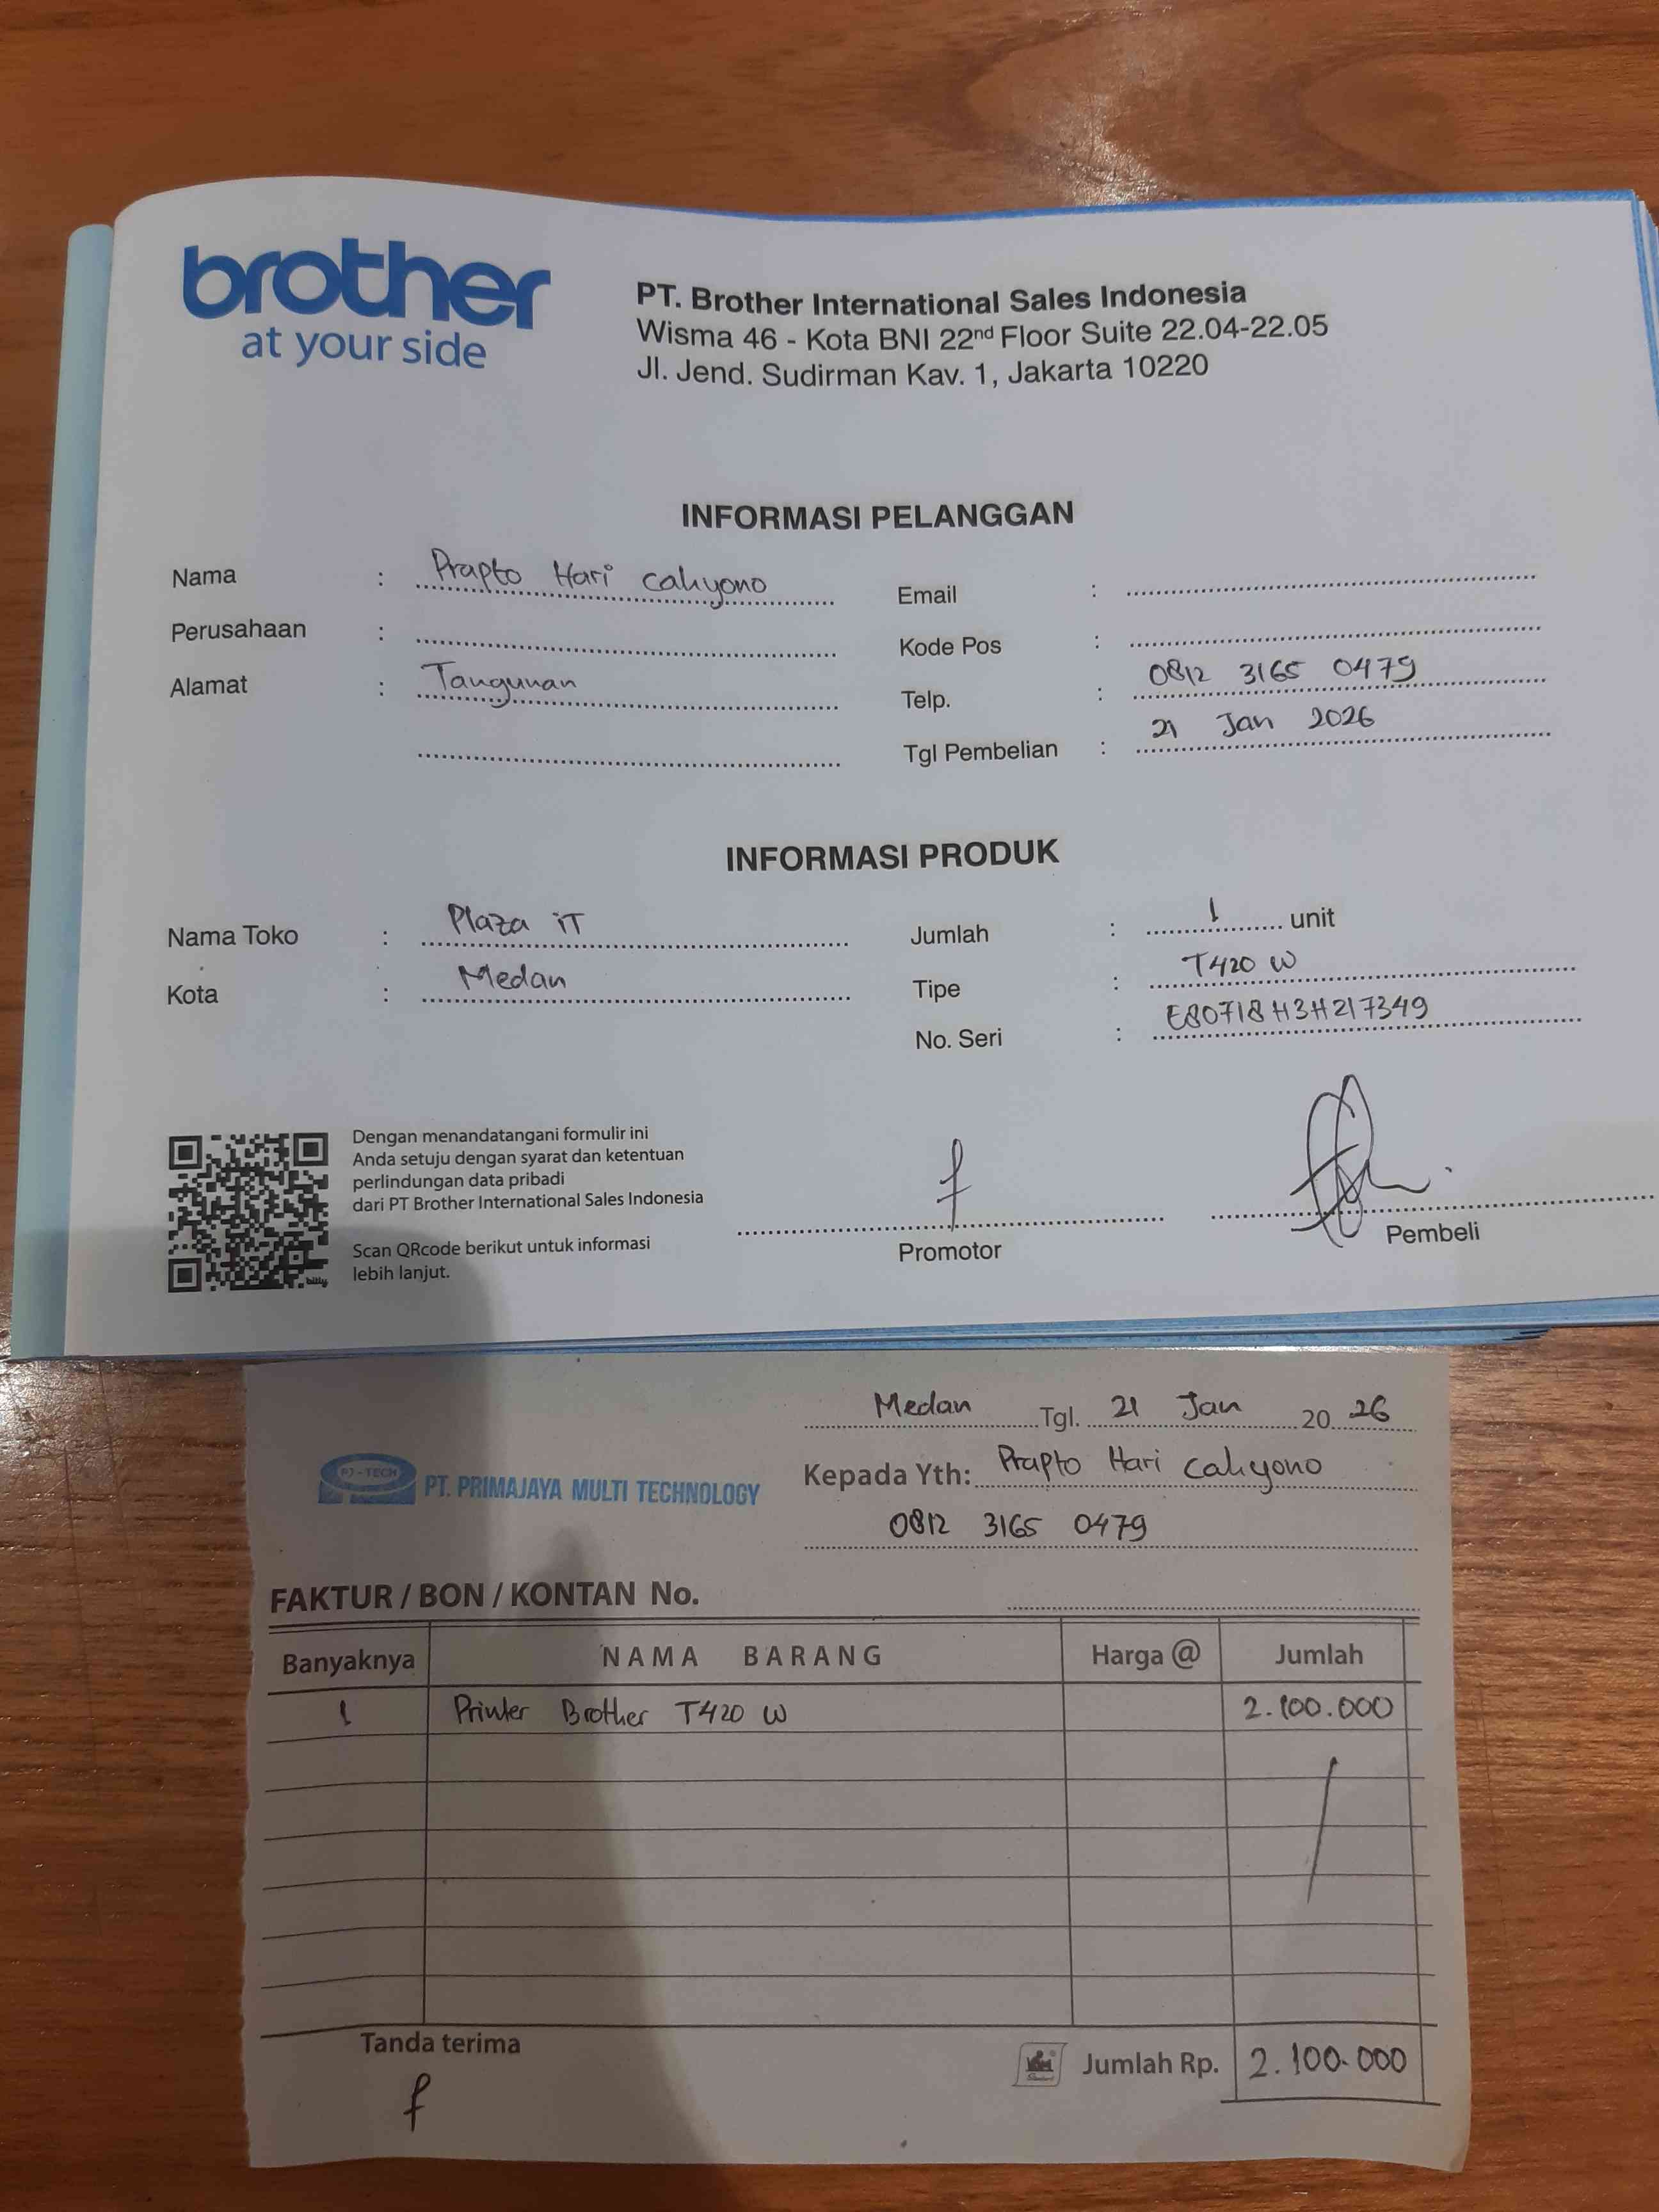 brother
at your side
PT. Brother International Sales Indonesia
Wisma 46 - Kota BNI 22nd Floor Suite 22.04-22.05
Jl. Jend. Sudirman Kav. 1, Jakarta 10220
INFORMASI PELANGGAN
Nama : Prapto Hari cahyono
Perusahaan :
Alamat : Tangunan
Email :
Kode Pos :
Telp. : 0812 3165 0479
Tgl Pembelian : 21 Jan 2026
INFORMASI PRODUK
Nama Toko : Plaza iT
Kota : Medan
Jumlah : 1 unit
Tipe : T420 W
No. Seri : E80718H3H217349
Dengan menandatangani formulir ini
Anda setuju dengan syarat dan ketentuan
perlindungan data pribadi
dari PT Brother International Sales Indonesia
Scan QRcode berikut untuk informasi
lebih lanjut.
bitly
Promotor
Pembeli
Medan Tgl. 21 Jan 20 26
PJ-TECH PT. PRIMAJAYA MULTI TECHNOLOGY
Kepada Yth: Prapto Hari cahyono
0812 3165 0479
FAKTUR / BON / KONTAN No.
Banyaknya NAMA BARANG Harga @ Jumlah
1 Printer Brother T420 W 2.100.000
Tanda terima
Jumlah Rp. 2.100.000